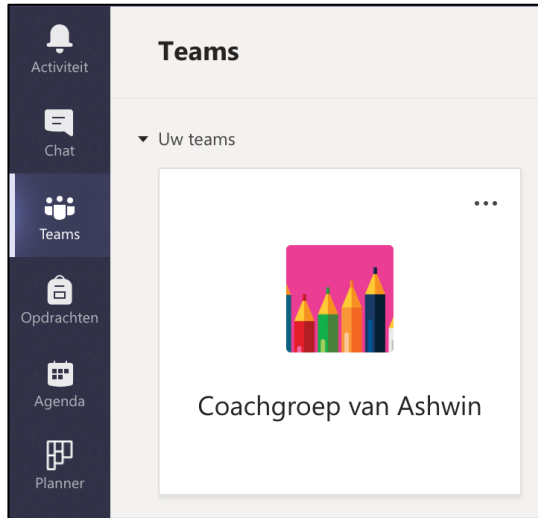 Activiteit
Chat
Teams
Opdrachten
Agenda
Planner
Teams
Uw teams
Coachgroep van Ashwin